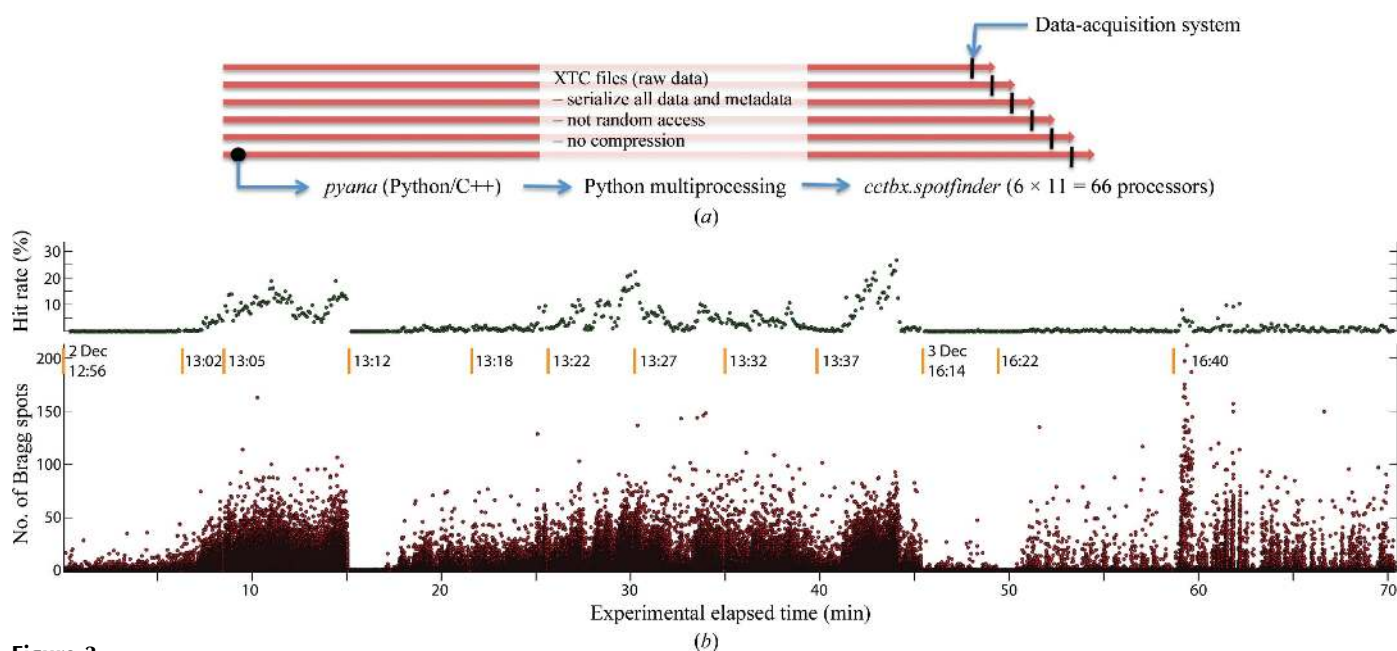 Data-acquisition system
XTC files (raw data)
– serialize all data and metadata
– not random access
– no compression
pyana (Python/C++)
Python multiprocessing
cctbx.spotfinder (6 × 11 = 66 processors)
(a)
Hit rate (%)
30
20
10
2 Dec
12:56
13:02
13:05
13:12
13:18
13:22
13:27
13:32
13:37
3 Dec
16:14
16:22
16:40
No. of Bragg spots
200
150
100
50
0
10
20
30
40
50
60
70
Experimental elapsed time (min)
(b)